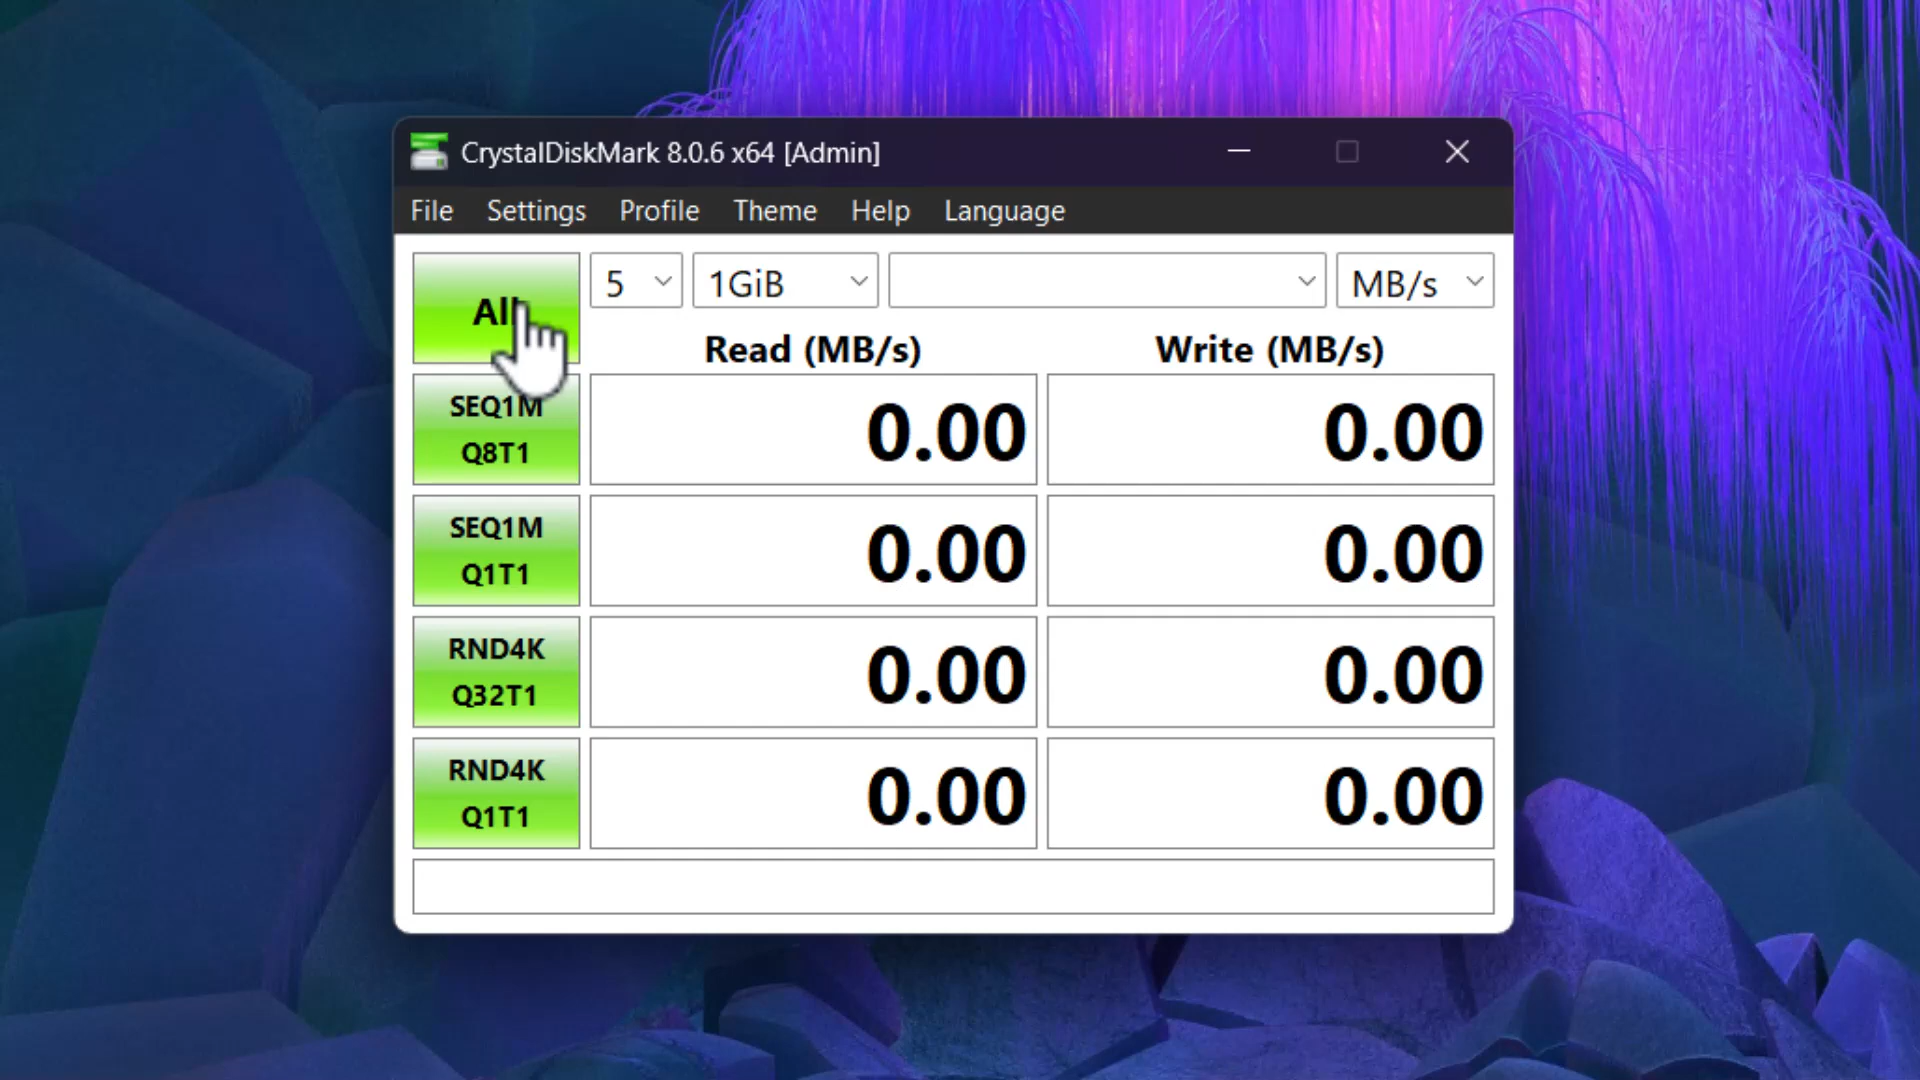 CrystalDiskMark 8.0.6 x64 [Admin]
File Settings Profile Theme Help Language
All 5 1GiB MB/s
Read (MB/s) Write (MB/s)
SEQ1M
Q8T1
0.00 0.00
SEQ1M
Q1T1
0.00 0.00
RND4K
Q32T1
0.00 0.00
RND4K
Q1T1
0.00 0.00